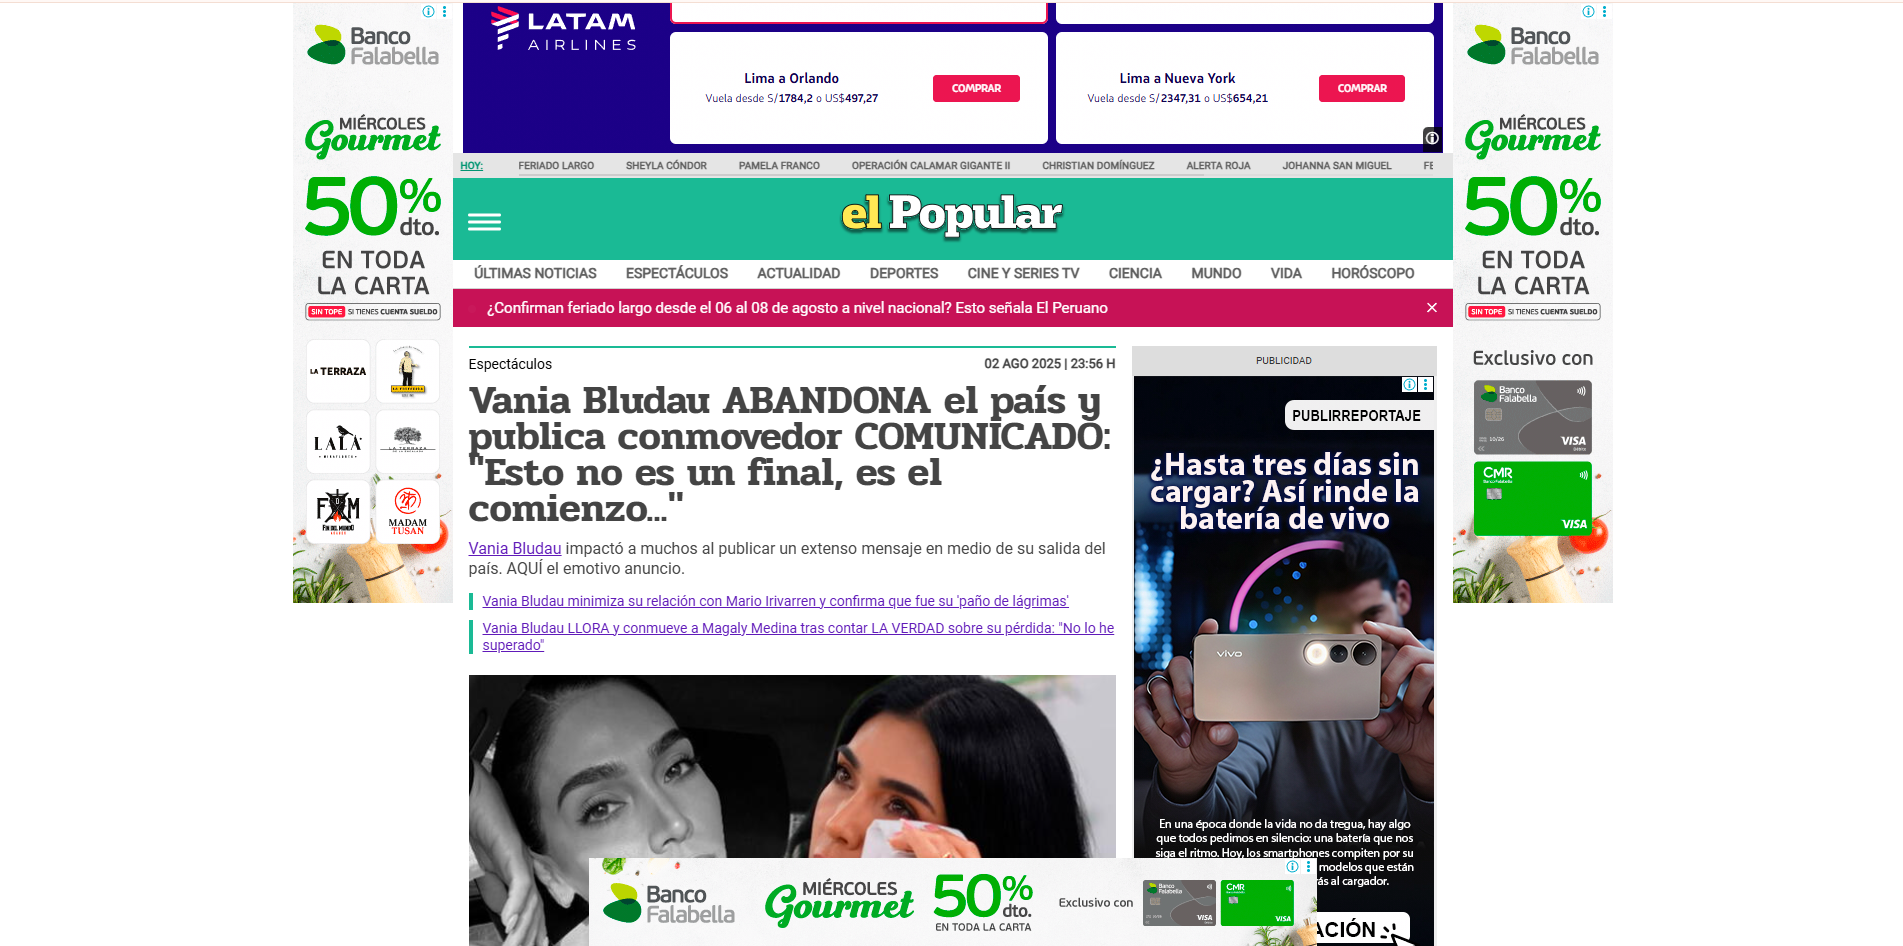 Banco
Falabella
MIÉRCOLES
Gourmet
50%
dto.
EN TODA
LA CARTA
SIN TOPE SI TIENES CUENTA SUELDO
LA TERRAZA
LALA
MIRAFLORES
FDM
FIN DEL MUNDO
MADAM
TUSAN
LATAM
AIRLINES
Lima a Orlando
Vuela desde S/1784,2 o US$497,27
COMPRAR
Lima a Nueva York
Vuela desde S/2347,31 o US$654,21
COMPRAR
HOY: FERIADO LARGO SHEYLA CÓNDOR PAMELA FRANCO OPERACIÓN CALAMAR GIGANTE II CHRISTIAN DOMÍNGUEZ ALERTA ROJA JOHANNA SAN MIGUEL FE
el Popular
ÚLTIMAS NOTICIAS ESPECTÁCULOS ACTUALIDAD DEPORTES CINE Y SERIES TV CIENCIA MUNDO VIDA HORÓSCOPO
¿Confirman feriado largo desde el 06 al 08 de agosto a nivel nacional? Esto señala El Peruano
Espectáculos
02 AGO 2025 | 23:56 H
Vania Bludau ABANDONA el país y
publica conmovedor COMUNICADO:
"Esto no es un final, es el
comienzo..."
Vania Bludau impactó a muchos al publicar un extenso mensaje en medio de su salida del
país. AQUÍ el emotivo anuncio.
Vania Bludau minimiza su relación con Mario Irivarren y confirma que fue su 'paño de lágrimas'
Vania Bludau LLORA y conmueve a Magaly Medina tras contar LA VERDAD sobre su pérdida: "No lo he
superado"
PUBLICIDAD
PUBLIRREPORTAJE
¿Hasta tres días sin
cargar? Así rinde la
batería de vivo
vivo
En una época donde la vida no da tregua, hay algo
que todos pedimos en silencio: una batería que nos
siga el ritmo. Hoy, los smartphones compiten por su
modelos que están
ás al cargador.
ACIÓN
Banco
Falabella
MIÉRCOLES
Gourmet
50%
dto.
EN TODA
LA CARTA
SIN TOPE SI TIENES CUENTA SUELDO
Exclusivo con
Banco
Falabella
10/26
VISA
CMR
Banco Falabella
VISA
Banco
Falabella
MIÉRCOLES
Gourmet
50%
dto.
EN TODA LA CARTA
Exclusivo con
Banco
Falabella
VISA
CMR
VISA